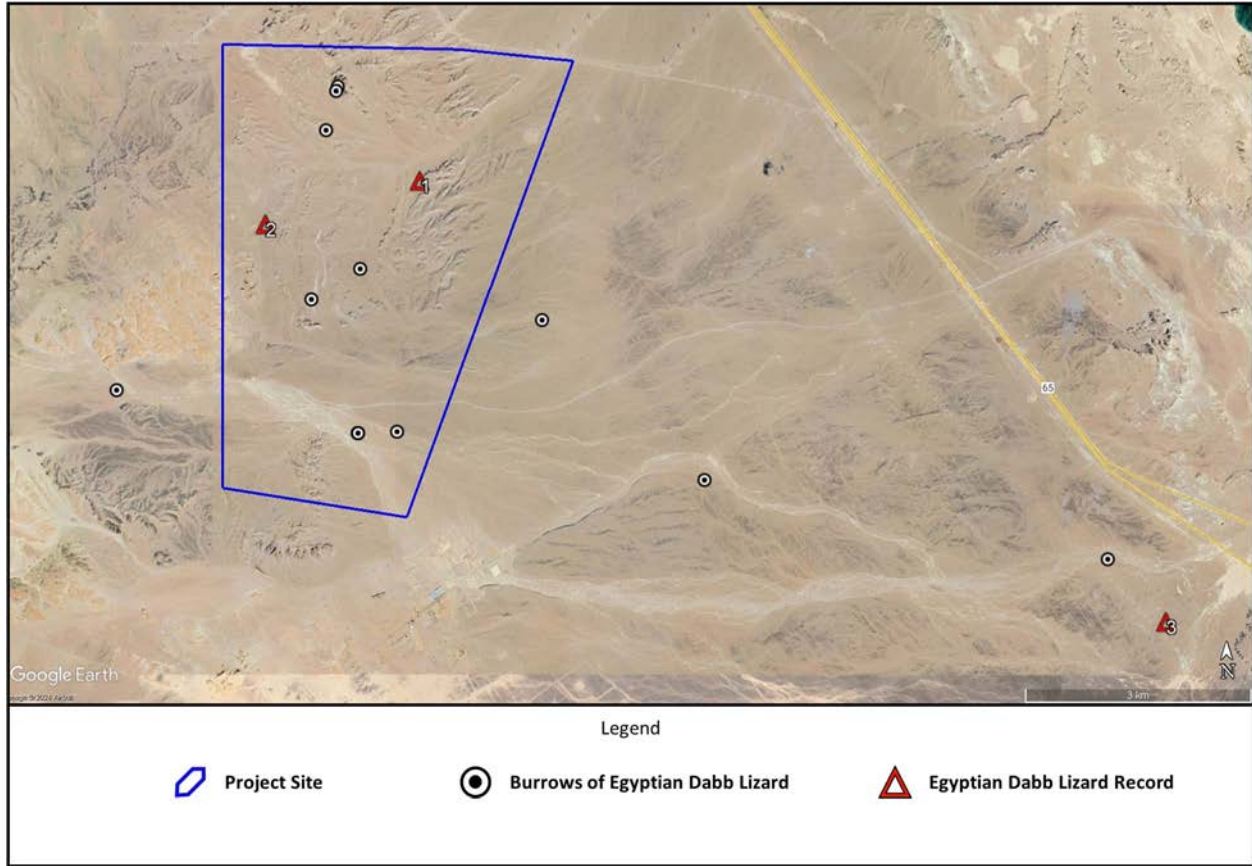 1
2
65
3
N
Google Earth
3 km
Legend
Project Site
Burrows of Egyptian Dabb Lizard
Egyptian Dabb Lizard Record